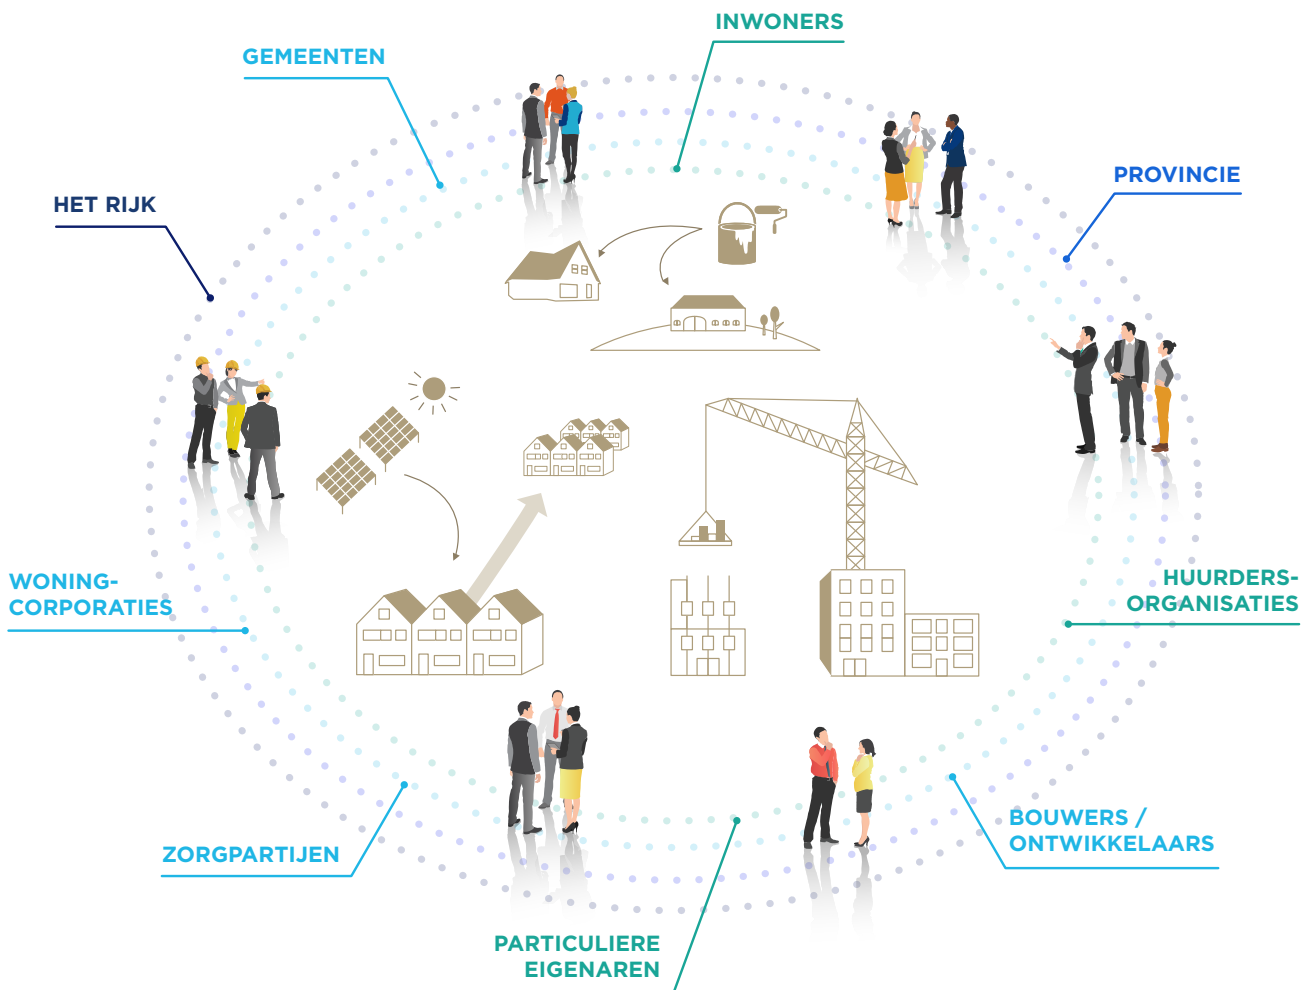 INWONERS
GEMEENTEN
PROVINCIE
HET RIJK
WONING-
CORPORATIES
HUURDERS-
ORGANISATIES
BOUWERS /
ONTWIKKELAARS
ZORGPARTIJEN
PARTICULIERE
EIGENAREN